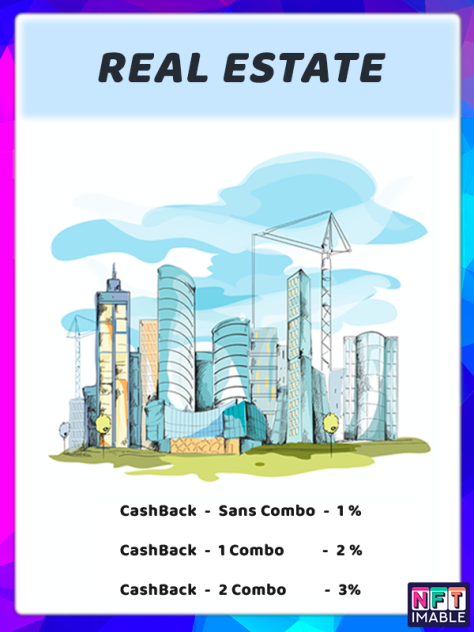 REAL ESTATE
CashBack - Sans Combo - 1 %
CashBack - 1 Combo - 2 %
CashBack - 2 Combo - 3%
NFT
IMABLE